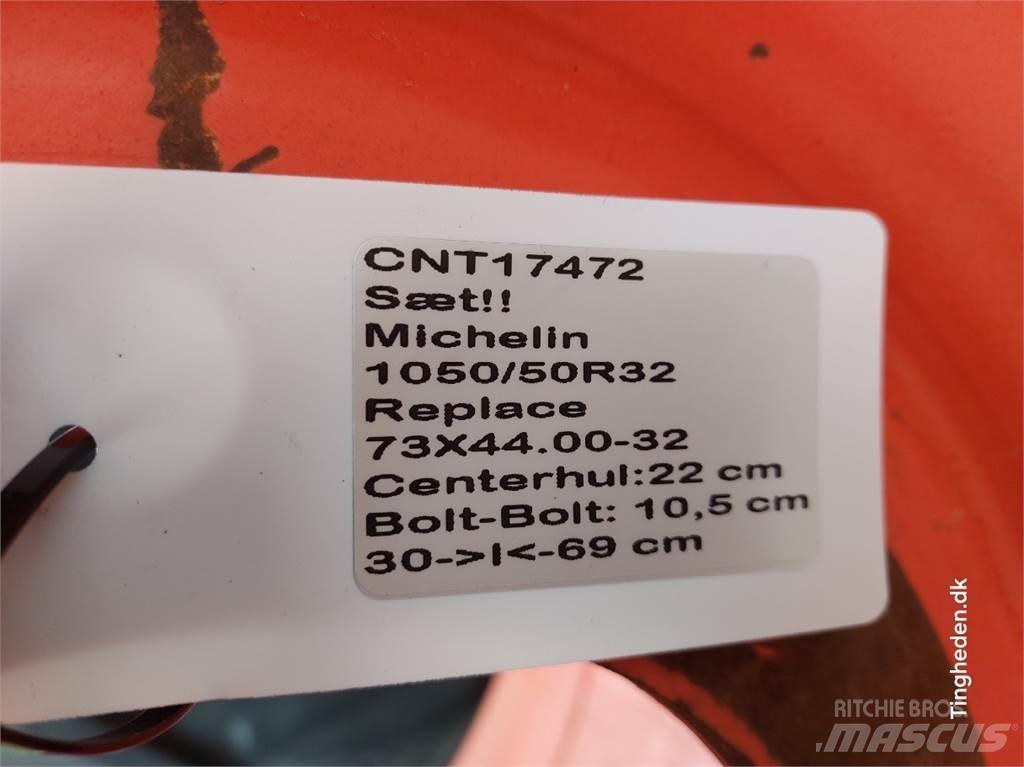 CNT17472
Sæt!!
Michelin
1050/50R32
Replace
73X44.00-32
Centerhul:22 cm
Bolt-Bolt: 10,5 cm
30->I<-69 cm
Tingheden.dk
RITCHIE BRO
MASCUS